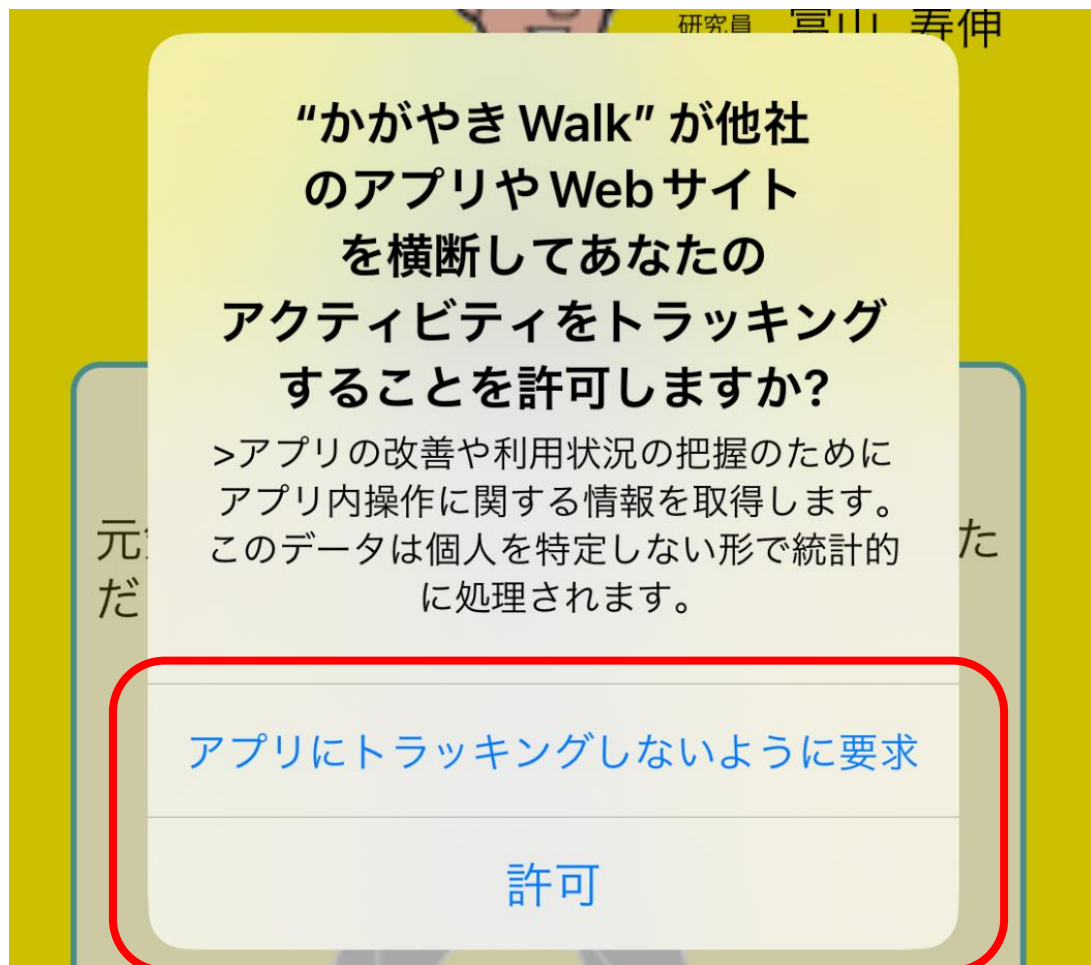 研究員 富山 寿伸
“かがやき Walk” が他社
のアプリや Web サイト
を横断してあなたの
アクティビティをトラッキング
することを許可しますか?
>アプリの改善や利用状況の把握のために
アプリ内操作に関する情報を取得します。
このデータは個人を特定しない形で統計的
に処理されます。
元
た
だ
アプリにトラッキングしないように要求
許可